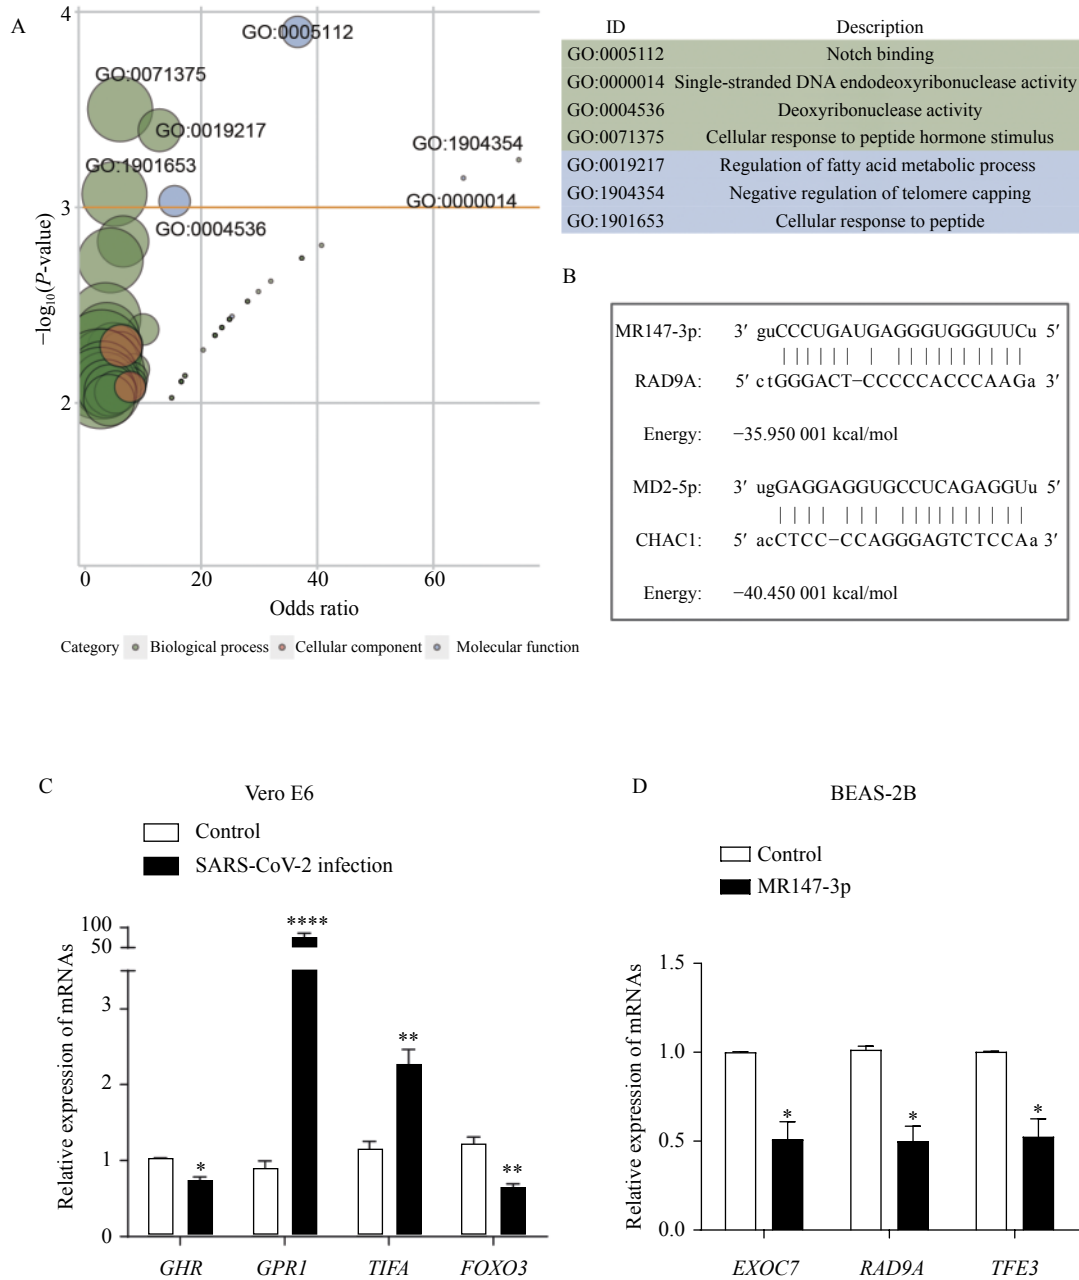 A
4
3
2
−log₁₀(P-value)
GO:0005112
GO:0071375
GO:0019217
GO:1904354
GO:1901653
GO:0000014
GO:0004536
0 20 40 60
Odds ratio
Category Biological process Cellular component Molecular function
ID Description
GO:0005112 Notch binding
GO:0000014 Single-stranded DNA endodeoxyribonuclease activity
GO:0004536 Deoxyribonuclease activity
GO:0071375 Cellular response to peptide hormone stimulus
GO:0019217 Regulation of fatty acid metabolic process
GO:1904354 Negative regulation of telomere capping
GO:1901653 Cellular response to peptide
B
MR147-3p: 3′ guCCCUGAUGAGGGUGGGUUCu 5′
RAD9A: 5′ ctGGGACT−CCCCCACCCAAGa 3′
Energy: −35.950 001 kcal/mol
MD2-5p: 3′ ugGAGGAGGUGCCUCAGAGGUu 5′
CHAC1: 5′ acCTCC−CCAGGGAGTCTCCAa 3′
Energy: −40.450 001 kcal/mol
C
Vero E6
Control
SARS-CoV-2 infection
Relative expression of mRNAs
100
50
3
2
1
0
* **** ** **
GHR GPR1 TIFA FOXO3
D
BEAS-2B
Control
MR147-3p
Relative expression of mRNAs
1.5
1.0
0.5
0.0
* * *
EXOC7 RAD9A TFE3